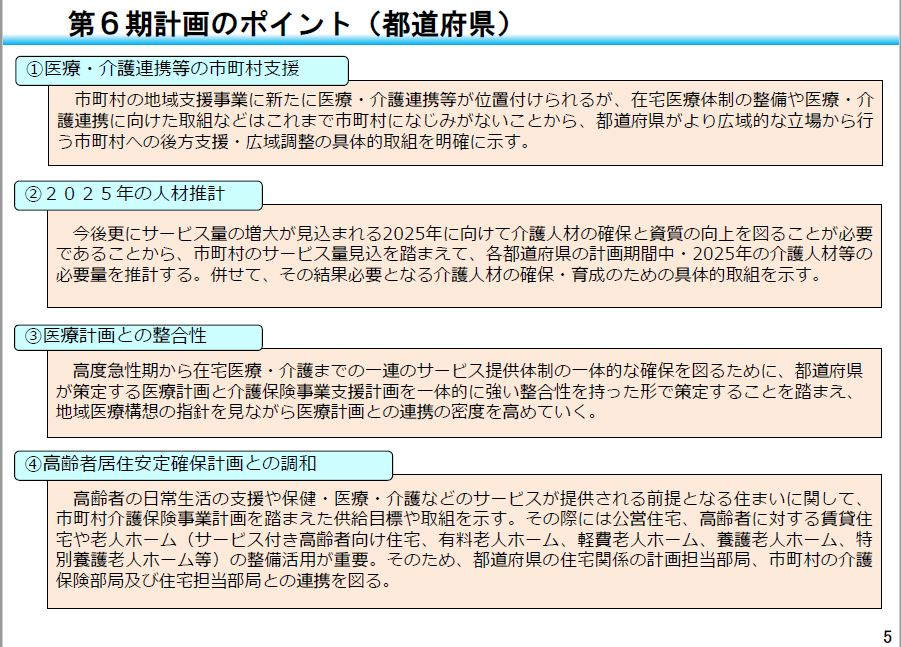 第６期計画のポイント（都道府県）
①医療・介護連携等の市町村支援
市町村の地域支援事業に新たに医療・介護連携等が位置付けられるが、在宅医療体制の整備や医療・介
護連携に向けた取組などはこれまで市町村になじみがないことから、都道府県がより広域的な立場から行
う市町村への後方支援・広域調整の具体的取組を明確に示す。
②２０２５年の人材推計
今後更にサービス量の増大が見込まれる2025年に向けて介護人材の確保と資質の向上を図ることが必要
であることから、市町村のサービス量見込を踏まえて、各都道府県の計画期間中・2025年の介護人材等の
必要量を推計する。併せて、その結果必要となる介護人材の確保・育成のための具体的取組を示す。
③医療計画との整合性
高度急性期から在宅医療・介護までの一連のサービス提供体制の一体的な確保を図るために、都道府県
が策定する医療計画と介護保険事業支援計画を一体的に強い整合性を持った形で策定することを踏まえ、
地域医療構想の指針を見ながら医療計画との連携の密度を高めていく。
④高齢者居住安定確保計画との調和
高齢者の日常生活の支援や保健・医療・介護などのサービスが提供される前提となる住まいに関して、
市町村介護保険事業計画を踏まえた供給目標や取組を示す。その際には公営住宅、高齢者に対する賃貸住
宅や老人ホーム（サービス付き高齢者向け住宅、有料老人ホーム、軽費老人ホーム、養護老人ホーム、特
別養護老人ホーム等）の整備活用が重要。そのため、都道府県の住宅関係の計画担当部局、市町村の介護
保険部局及び住宅担当部局との連携を図る。
5